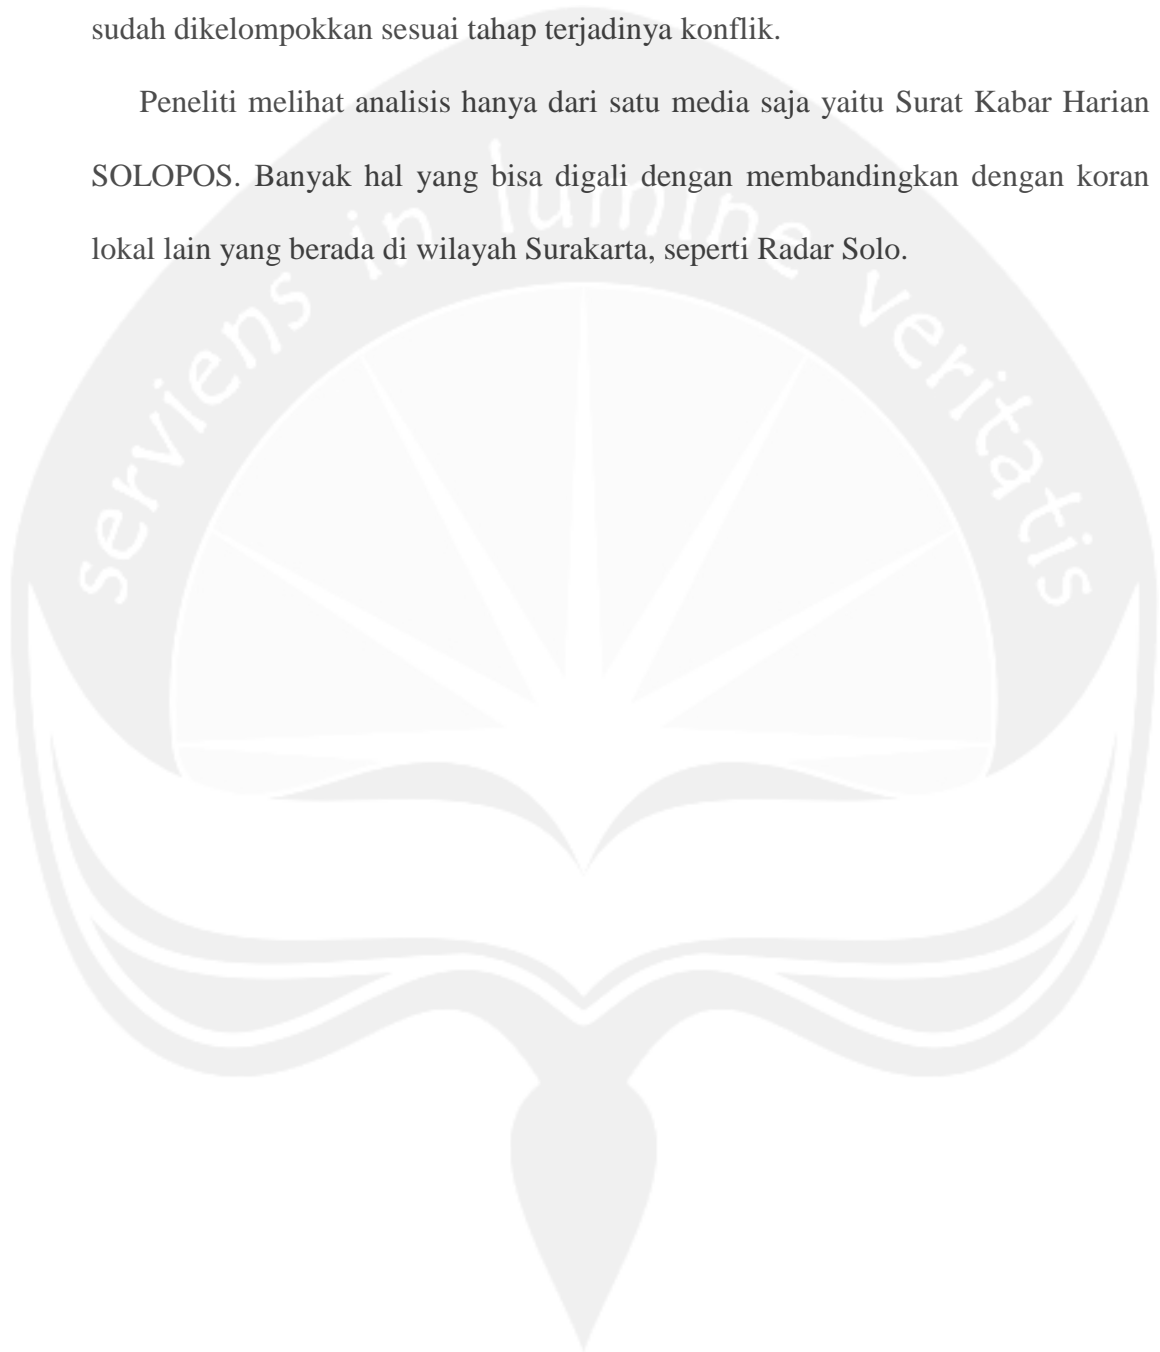 sudah dikelompokkan sesuai tahap terjadinya konflik.
Peneliti melihat analisis hanya dari satu media saja yaitu Surat Kabar Harian
SOLOPOS. Banyak hal yang bisa digali dengan membandingkan dengan koran
lokal lain yang berada di wilayah Surakarta, seperti Radar Solo.
serviens in lumine veritatis